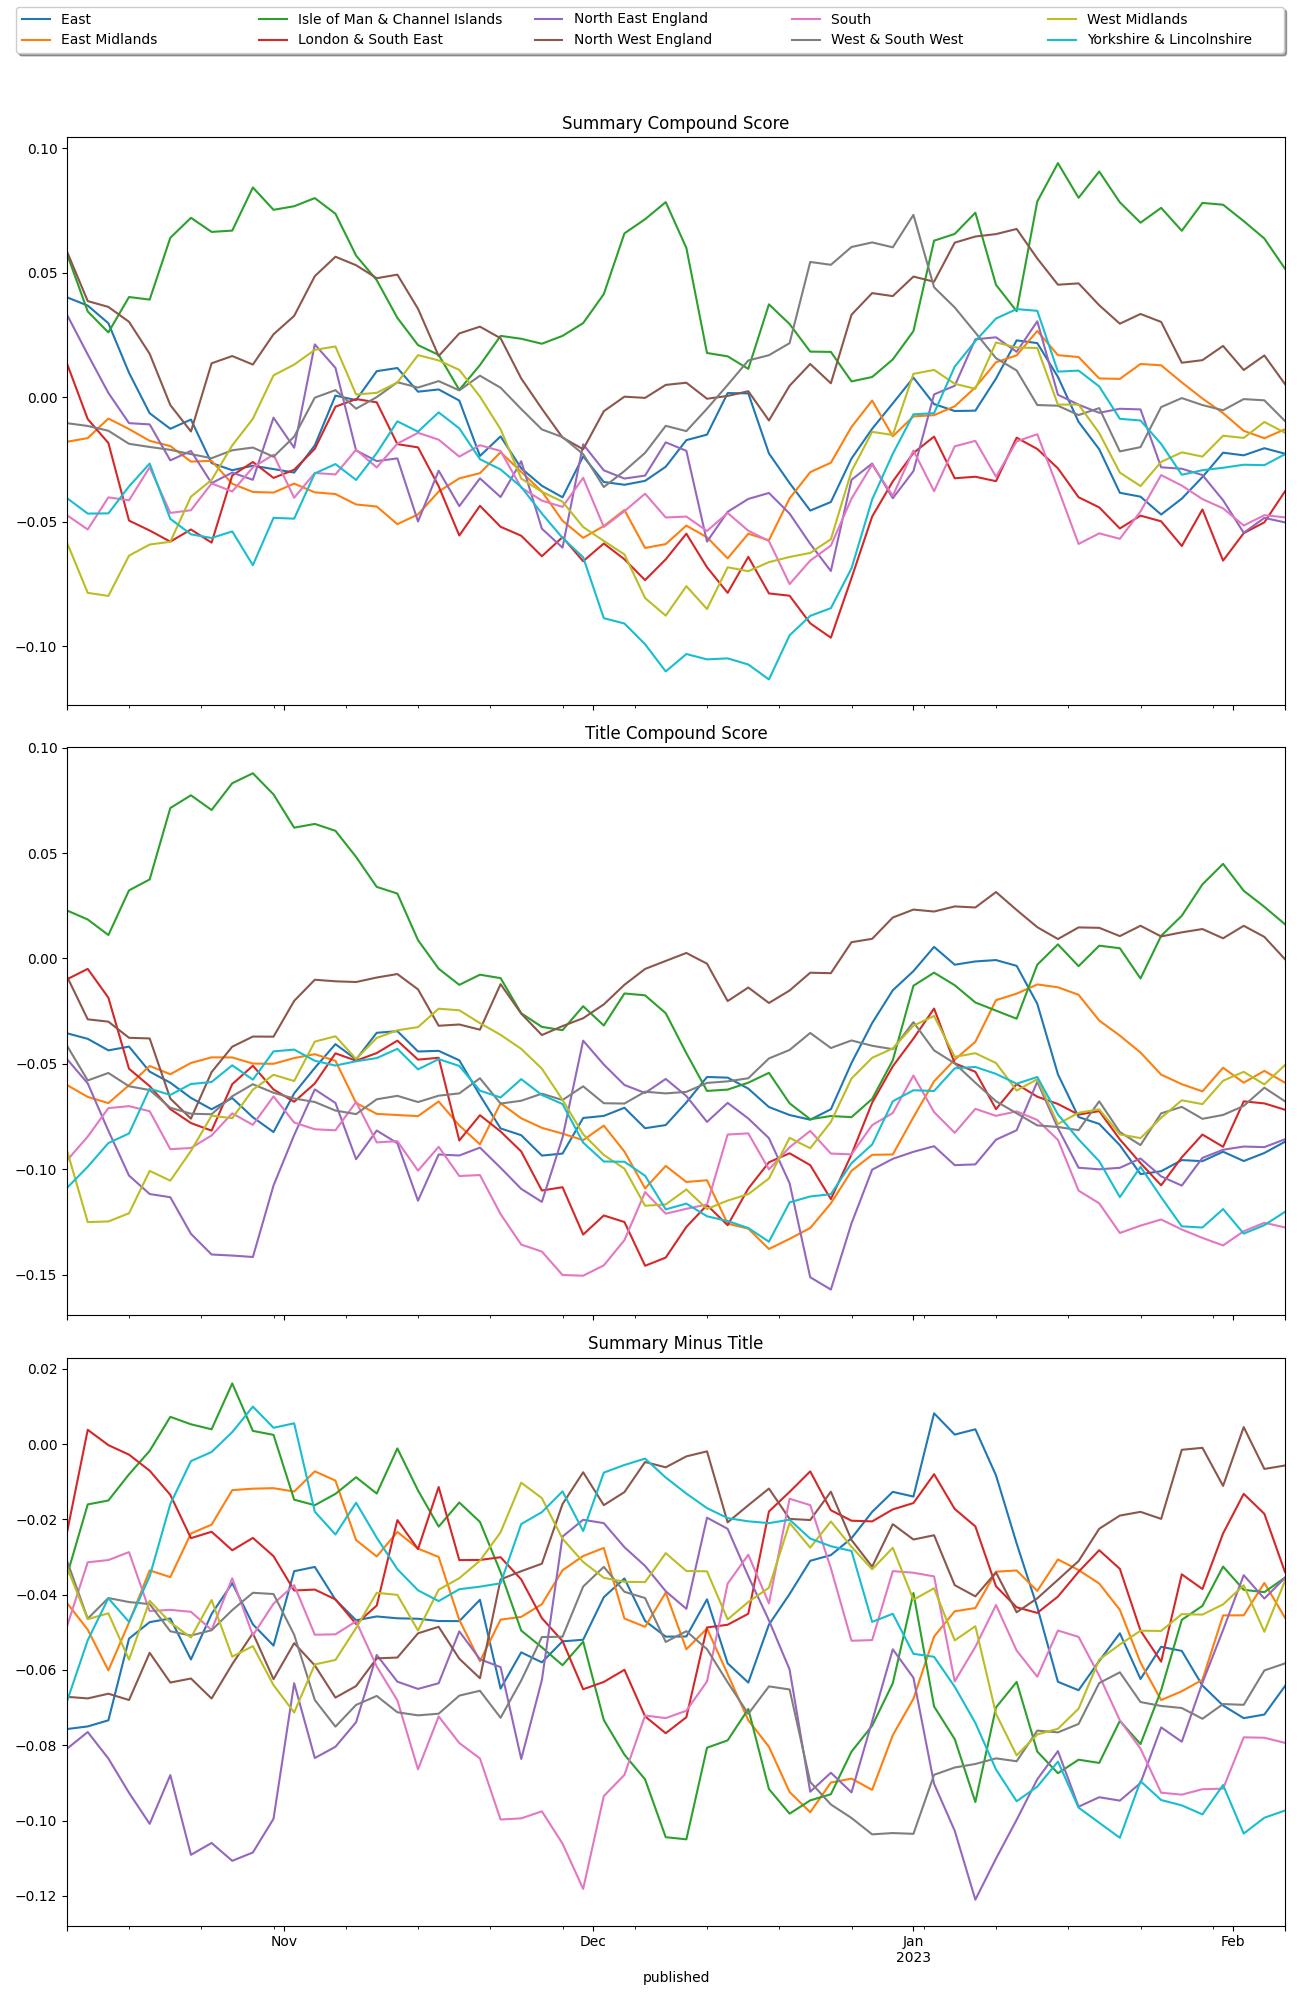 East
Isle of Man & Channel Islands
North East England
South
West Midlands
East Midlands
London & South East
North West England
West & South West
Yorkshire & Lincolnshire
Summary Compound Score
0.10
0.05
0.00
−0.05
−0.10
Title Compound Score
0.10
0.05
0.00
−0.05
−0.10
−0.15
Summary Minus Title
0.02
0.00
−0.02
−0.04
−0.06
−0.08
−0.10
−0.12
Nov
Dec
Jan
2023
Feb
published